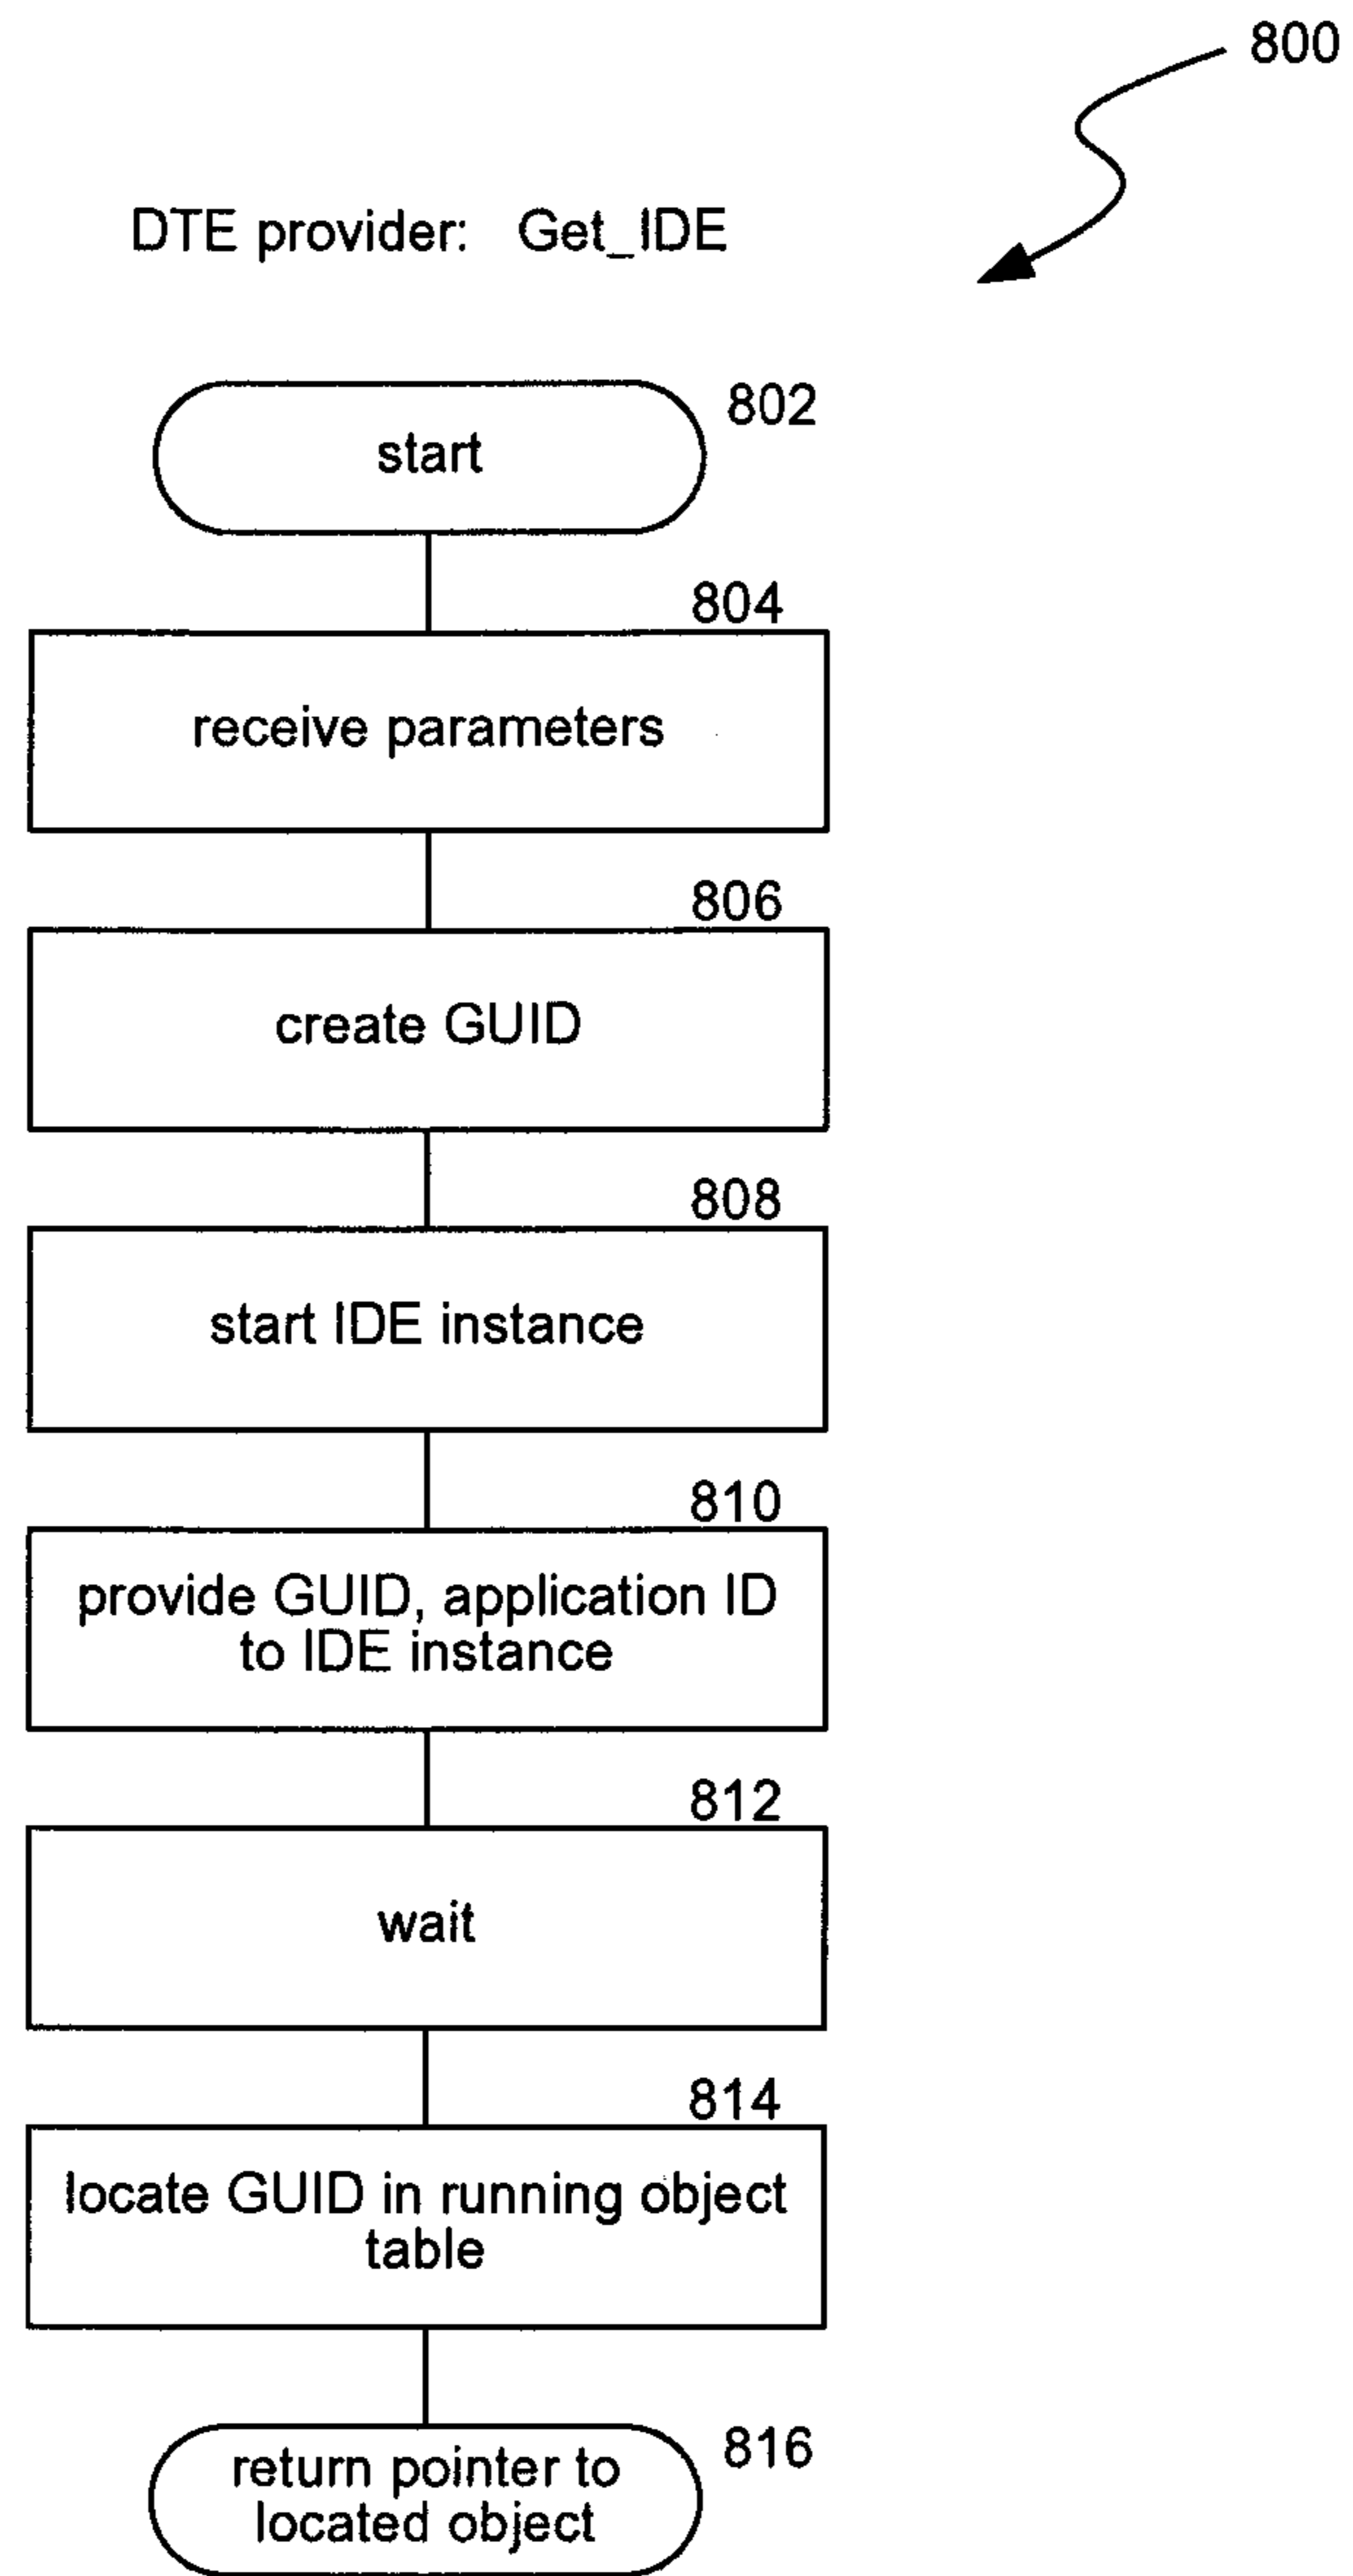 800
DTE provider: Get_IDE
802
start
804
receive parameters
806
create GUID
808
start IDE instance
810
provide GUID, application ID
to IDE instance
812
wait
814
locate GUID in running object
table
816
return pointer to
located object